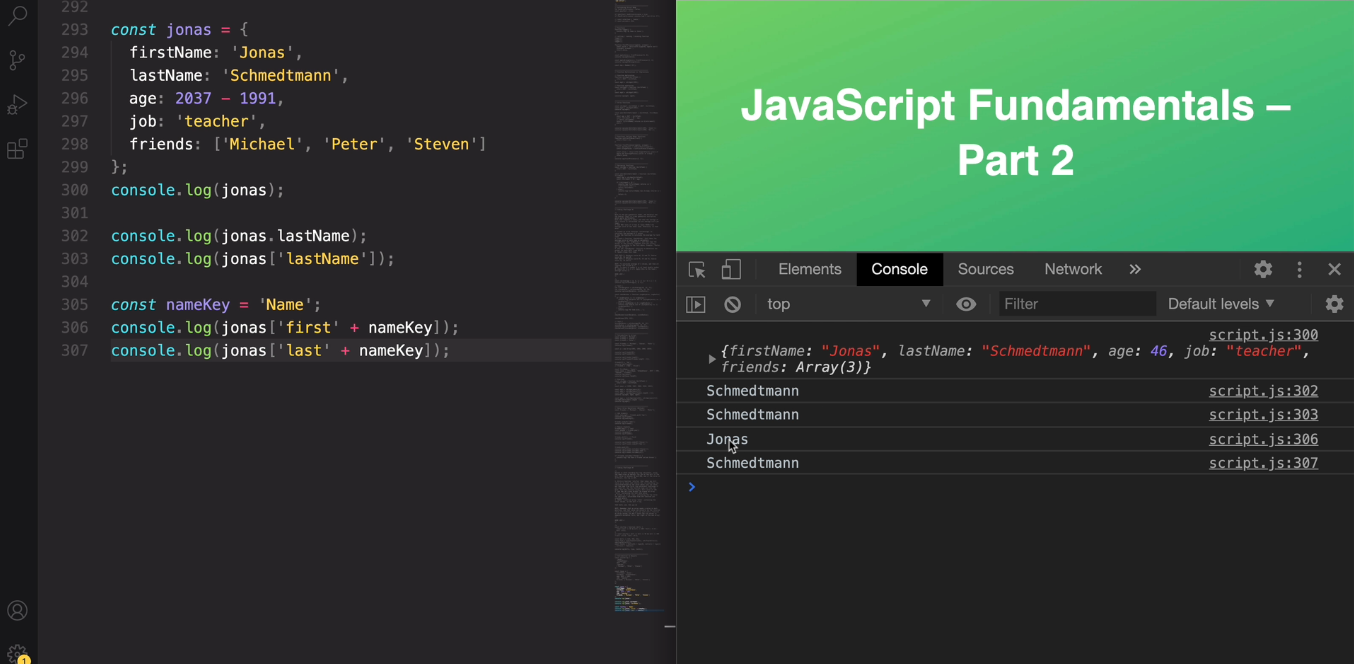 292
293 const jonas = {
294 firstName: 'Jonas',
295 lastName: 'Schmedtmann',
296 age: 2037 - 1991,
297 job: 'teacher',
298 friends: ['Michael', 'Peter', 'Steven']
299 };
300 console.log(jonas);
301
302 console.log(jonas.lastName);
303 console.log(jonas['lastName']);
304
305 const nameKey = 'Name';
306 console.log(jonas['first' + nameKey]);
307 console.log(jonas['last' + nameKey]);
1
JavaScript Fundamentals –
Part 2
Elements Console Sources Network »
top Filter Default levels
script.js:300
{firstName: "Jonas", lastName: "Schmedtmann", age: 46, job: "teacher",
friends: Array(3)}
Schmedtmann script.js:302
Schmedtmann script.js:303
Jonas script.js:306
Schmedtmann script.js:307